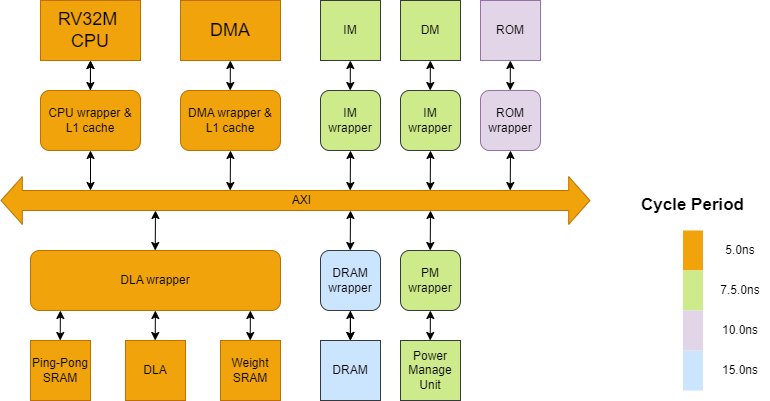 RV32M
CPU
DMA
IM
DM
ROM
CPU wrapper &
L1 cache
DMA wrapper &
L1 cache
IM
wrapper
IM
wrapper
ROM
wrapper
AXI
Cycle Period
DLA wrapper
DRAM
wrapper
PM
wrapper
5.0ns
7.5.0ns
10.0ns
15.0ns
Ping-Pong
SRAM
DLA
Weight
SRAM
DRAM
Power
Manage
Unit